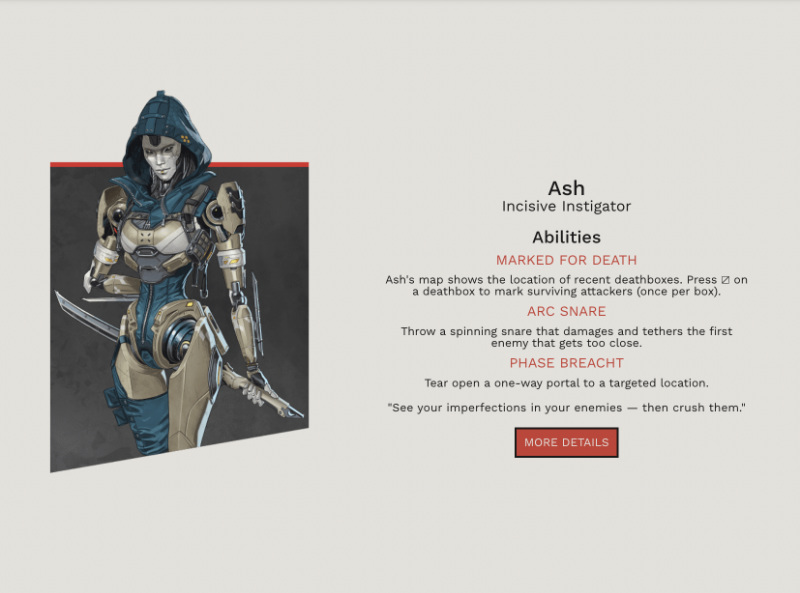 Ash
Incisive Instigator
Abilities
MARKED FOR DEATH
Ash's map shows the location of recent deathboxes. Press ⍁ on
a deathbox to mark surviving attackers (once per box).
ARC SNARE
Throw a spinning snare that damages and tethers the first
enemy that gets too close.
PHASE BREACHT
Tear open a one-way portal to a targeted location.
"See your imperfections in your enemies — then crush them."
MORE DETAILS